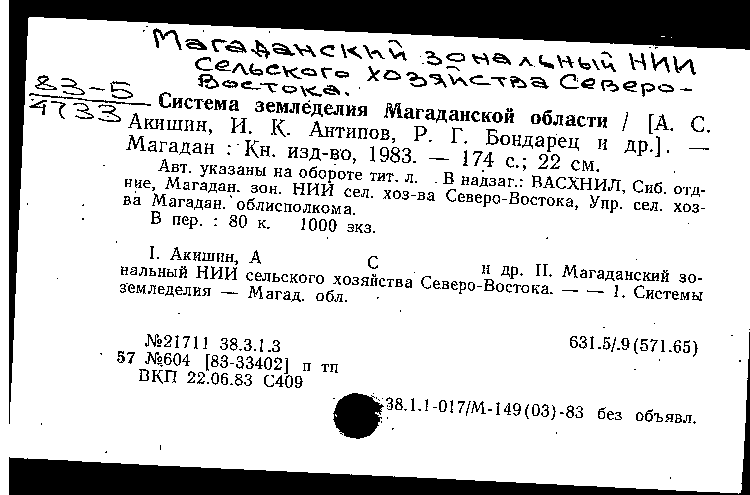 Магаданский зональный НИИ
сельского хозяйства Северо-
Востока.
83-5
4733
Система земледелия Магаданской области / [А. С.
Акишин, И. К. Антипов, Р. Г. Бондарец и др.]. —
Магадан : Кн. изд-во, 1983. — 174 с.; 22 см.
Авт. указаны на обороте тит. л. . В надзаг.: ВАСХНИЛ, Сиб. отд-
ние, Магадан. зон. НИИ сел. хоз-ва Северо-Востока, Упр. сел. хоз-
ва Магадан. облисполкома.
В пер. : 80 к. 1000 экз.
I. Акишин, А С и др. II. Магаданский зо-
нальный НИИ сельского хозяйства Северо-Востока. — — 1. Системы
земледелия — Магад. обл.
№21711 38.3.1.3 631.5/.9(571.65)
57 №604 [83-33402] п тп
ВКП 22.06.83 С409
38.1.1-017/М-149(03)-83 без объявл.